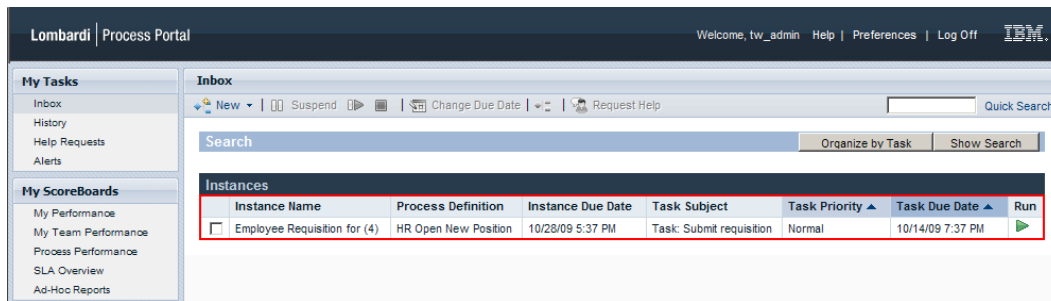 Lombardi | Process Portal
Welcome, tw_admin Help | Preferences | Log Off
IBM.
My Tasks
Inbox
History
Help Requests
Alerts
My ScoreBoards
My Performance
My Team Performance
Process Performance
SLA Overview
Ad-Hoc Reports
Inbox
New | Suspend | Change Due Date | Request Help
Quick Search
Search
Organize by Task Show Search
Instances
Instance Name Process Definition Instance Due Date Task Subject Task Priority Task Due Date Run
Employee Requisition for (4) HR Open New Position 10/28/09 5:37 PM Task: Submit requisition Normal 10/14/09 7:37 PM